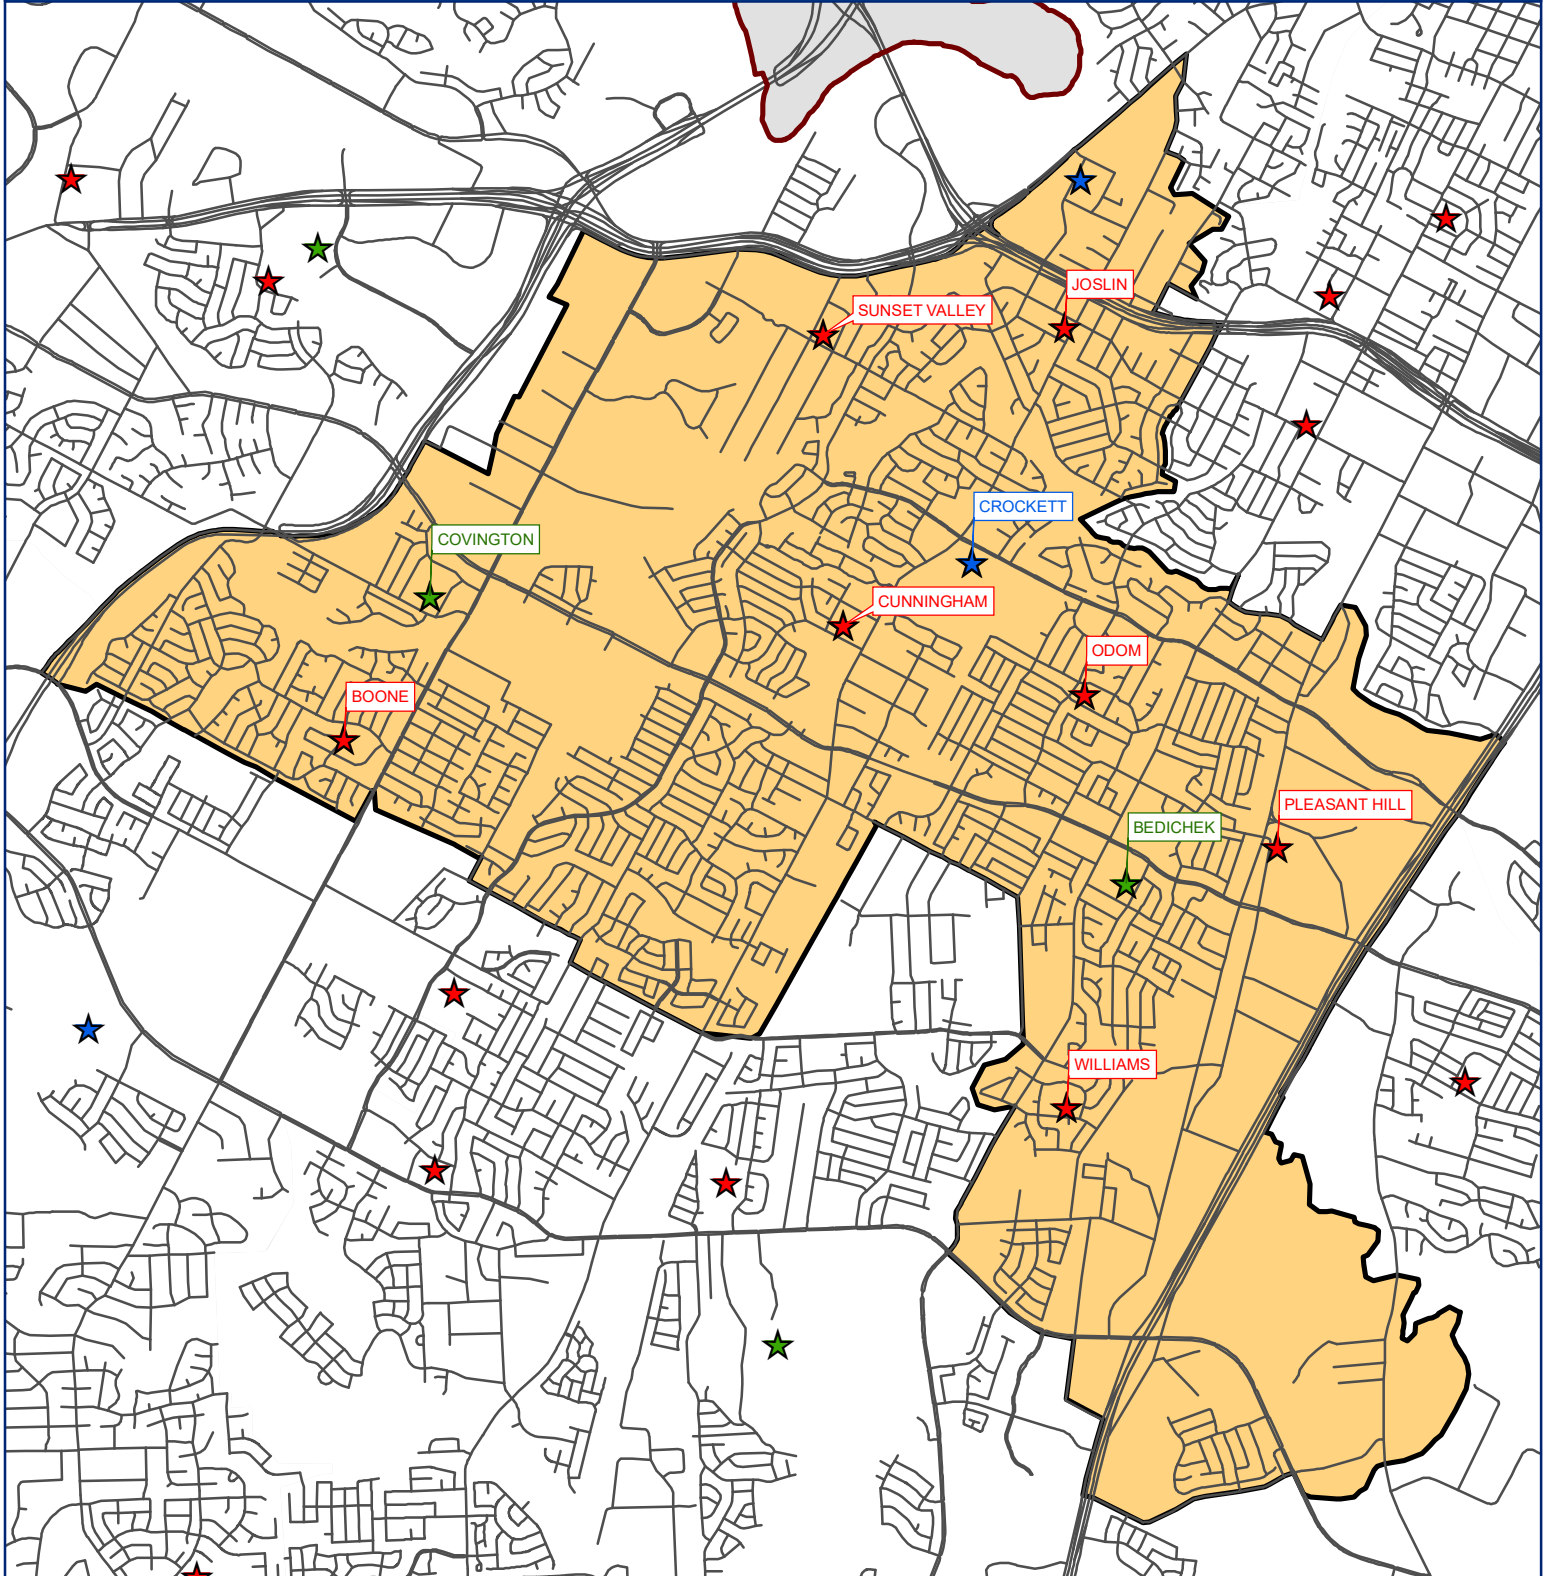 JOSLIN
SUNSET VALLEY
CROCKETT
COVINGTON
CUNNINGHAM
ODOM
BOONE
PLEASANT HILL
BEDICHEK
WILLIAMS